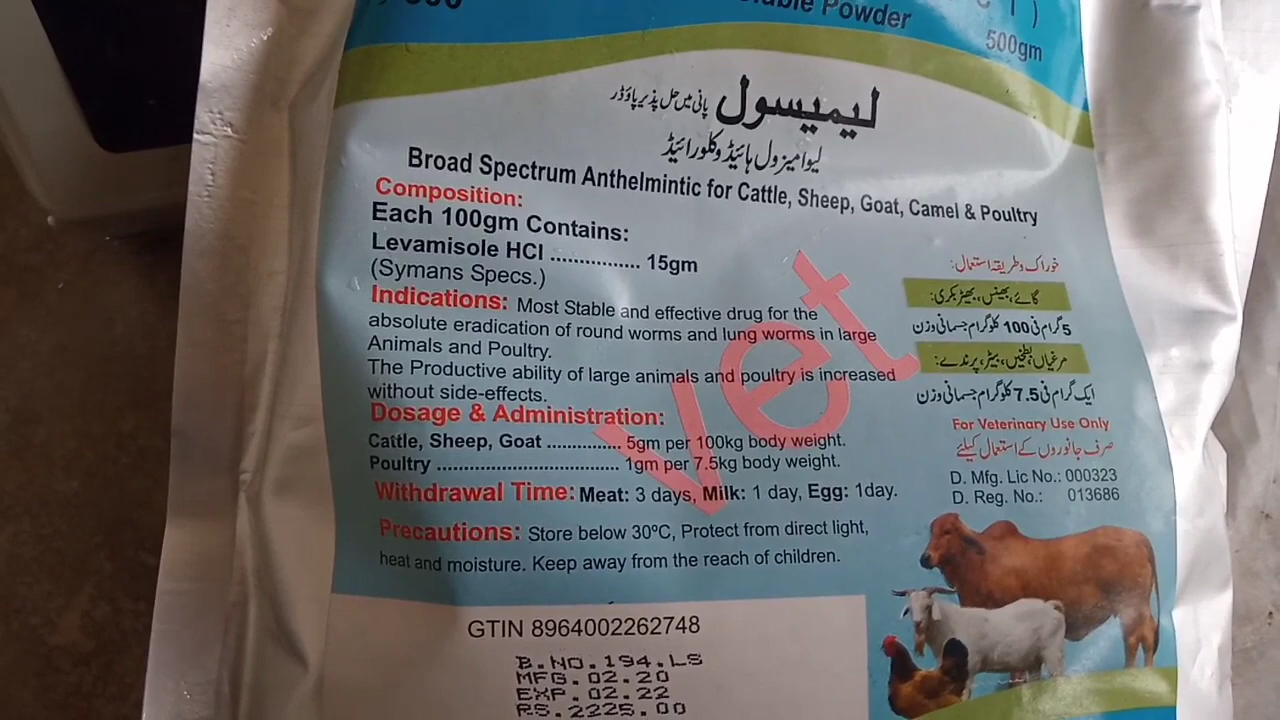 Powder
500gm
لیمیسول پانی میں حل پذیر پاؤڈر
لیوامیزول ہائیڈروکلورائیڈ
Broad Spectrum Anthelmintic for Cattle, Sheep, Goat, Camel & Poultry
Composition:
Each 100gm Contains:
Levamisole HCl ................ 15gm
(Symans Specs.)
Indications: Most Stable and effective drug for the
absolute eradication of round worms and lung worms in large
Animals and Poultry.
The Productive ability of large animals and poultry is increased
without side-effects.
Dosage & Administration:
Cattle, Sheep, Goat .............. 5gm per 100kg body weight.
Poultry ................................. 1gm per 7.5kg body weight.
Withdrawal Time: Meat: 3 days, Milk: 1 day, Egg: 1day.
Precautions: Store below 30ºC, Protect from direct light,
heat and moisture. Keep away from the reach of children.
vet
خوراک و طریقہ استعمال:
گائے، بھینس، بھیڑ بکری:
5 گرام فی 100 کلوگرام جسمانی وزن
مرغیاں، بطخیں، بیٹر، پرندے:
ایک گرام فی 7.5 کلوگرام جسمانی وزن
For Veterinary Use Only
صرف جانوروں کے استعمال کیلئے
D. Mfg. Lic No.: 000323
D. Reg. No.: 013686
GTIN 8964002262748
B.NO.194.LS
MFG.02.20
EXP.02.22
RS.2225.00